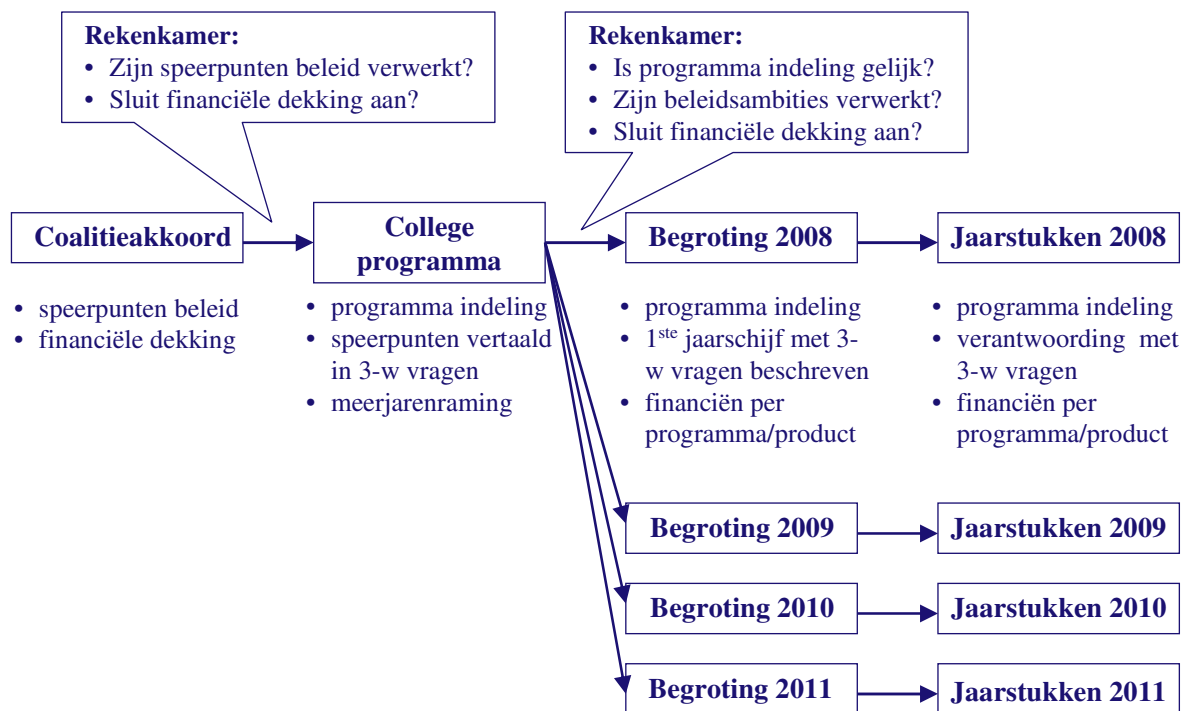 Rekenkamer:
• Zijn speerpunten beleid verwerkt?
• Sluit financiële dekking aan?
Rekenkamer:
• Is programma indeling gelijk?
• Zijn beleidsambities verwerkt?
• Sluit financiële dekking aan?
Coalitieakkoord
College
programma
Begroting 2008
Jaarstukken 2008
• speerpunten beleid
• financiële dekking
• programma indeling
• speerpunten vertaald
in 3-w vragen
• meerjarenraming
• programma indeling
• 1ste jaarschijf met 3-
w vragen beschreven
• financiën per
programma/product
• programma indeling
• verantwoording met
3-w vragen
• financiën per
programma/product
Begroting 2009
Jaarstukken 2009
Begroting 2010
Jaarstukken 2010
Begroting 2011
Jaarstukken 2011